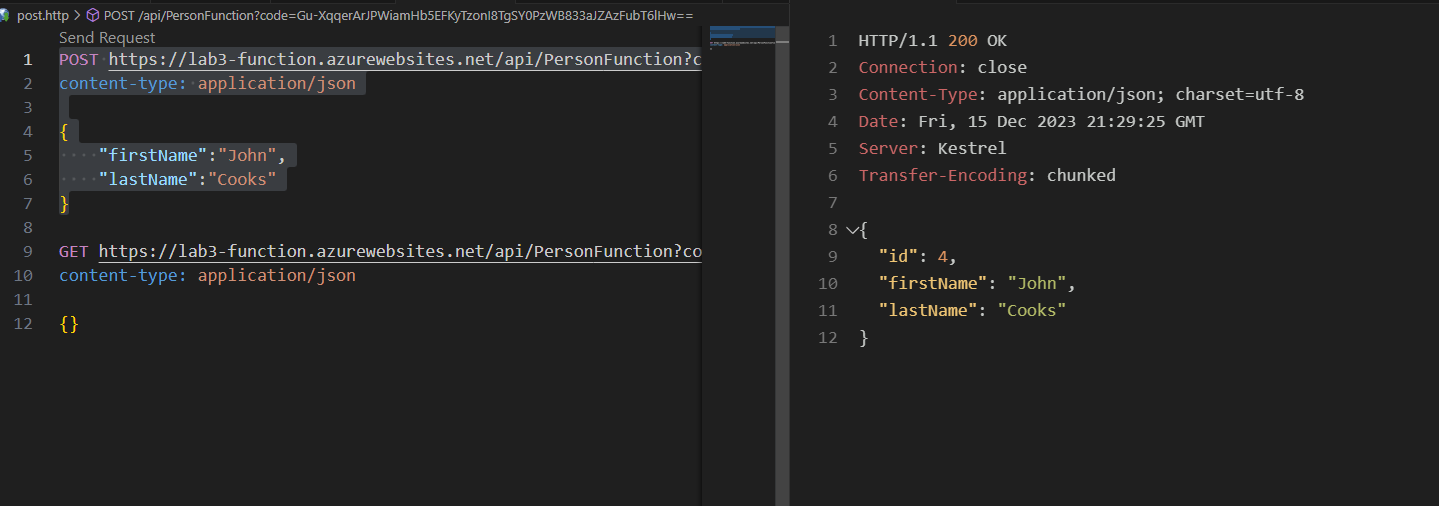 post.http > POST /api/PersonFunction?code=Gu-XqqerArJPWiamHb5EFKyTzonI8TgSY0PzWB833aJZAzFubT6lHw==
Send Request
1 POST https://lab3-function.azurewebsites.net/api/PersonFunction?c
2 content-type: application/json
3
4 {
5 "firstName":"John",
6 "lastName":"Cooks"
7 }
8
9 GET https://lab3-function.azurewebsites.net/api/PersonFunction?co
10 content-type: application/json
11
12 {}
1 HTTP/1.1 200 OK
2 Connection: close
3 Content-Type: application/json; charset=utf-8
4 Date: Fri, 15 Dec 2023 21:29:25 GMT
5 Server: Kestrel
6 Transfer-Encoding: chunked
7
8 {
9 "id": 4,
10 "firstName": "John",
11 "lastName": "Cooks"
12 }